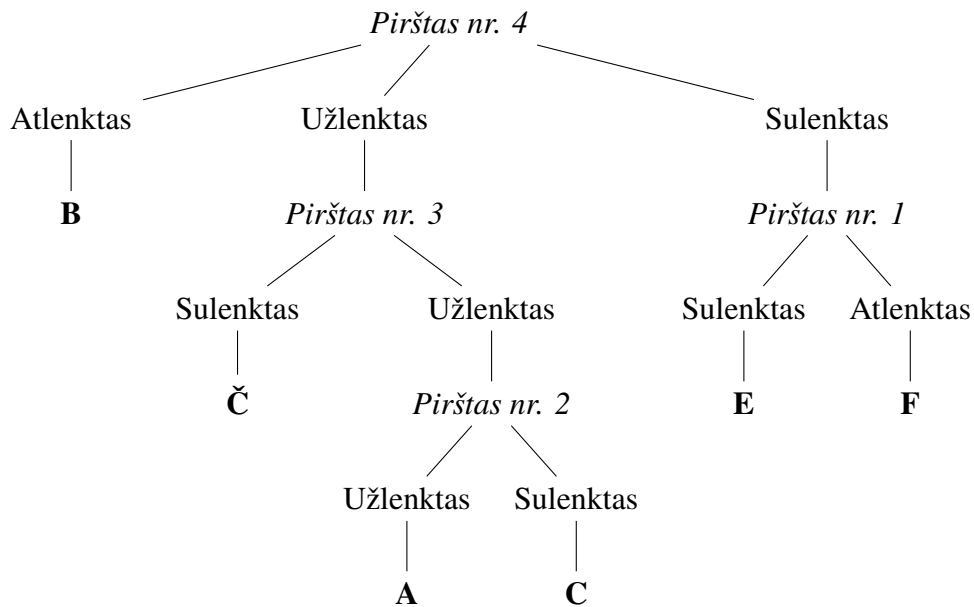 Pirštas nr. 4
Atlenktas Užlenktas Sulenktas
B Pirštas nr. 3 Pirštas nr. 1
Sulenktas Užlenktas Sulenktas Atlenktas
Č Pirštas nr. 2 E F
Užlenktas Sulenktas
A C